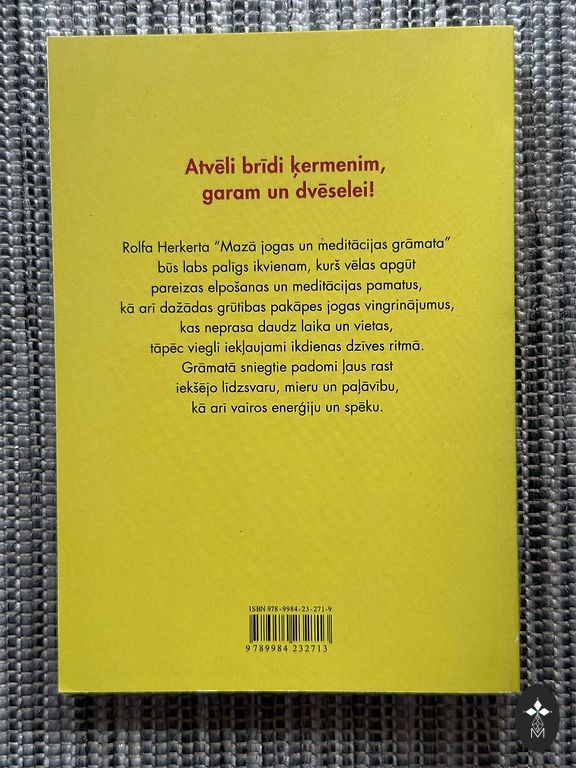 Atvēli brīdi ķermenim,
garam un dvēselei!
Rolfa Herkerta "Mazā jogas un meditācijas grāmata"
būs labs palīgs ikvienam, kurš vēlas apgūt
pareizas elpošanas un meditācijas pamatus,
kā arī dažādas grūtības pakāpes jogas vingrinājumus,
kas neprasa daudz laika un vietas,
tāpēc viegli iekļaujami ikdienas dzīves ritmā.
Grāmatā sniegtie padomi ļaus rast
iekšējo līdzsvaru, mieru un paļāvību,
kā arī vairos enerģiju un spēku.
ISBN 978-9984-23-271-9
9 789984 232713
M